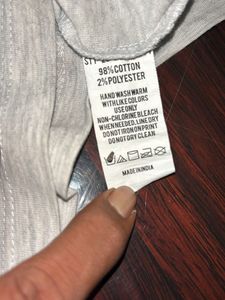 98%COTTON
2%POLYESTER
HAND WASH WARM
WITH LIKE COLORS
USE ONLY
NON-CHLORINE BLEACH
WHEN NEEDED. LINE DRY
DO NOT IRON ON PRINT
DO NOT DRY CLEAN
MADE IN INDIA